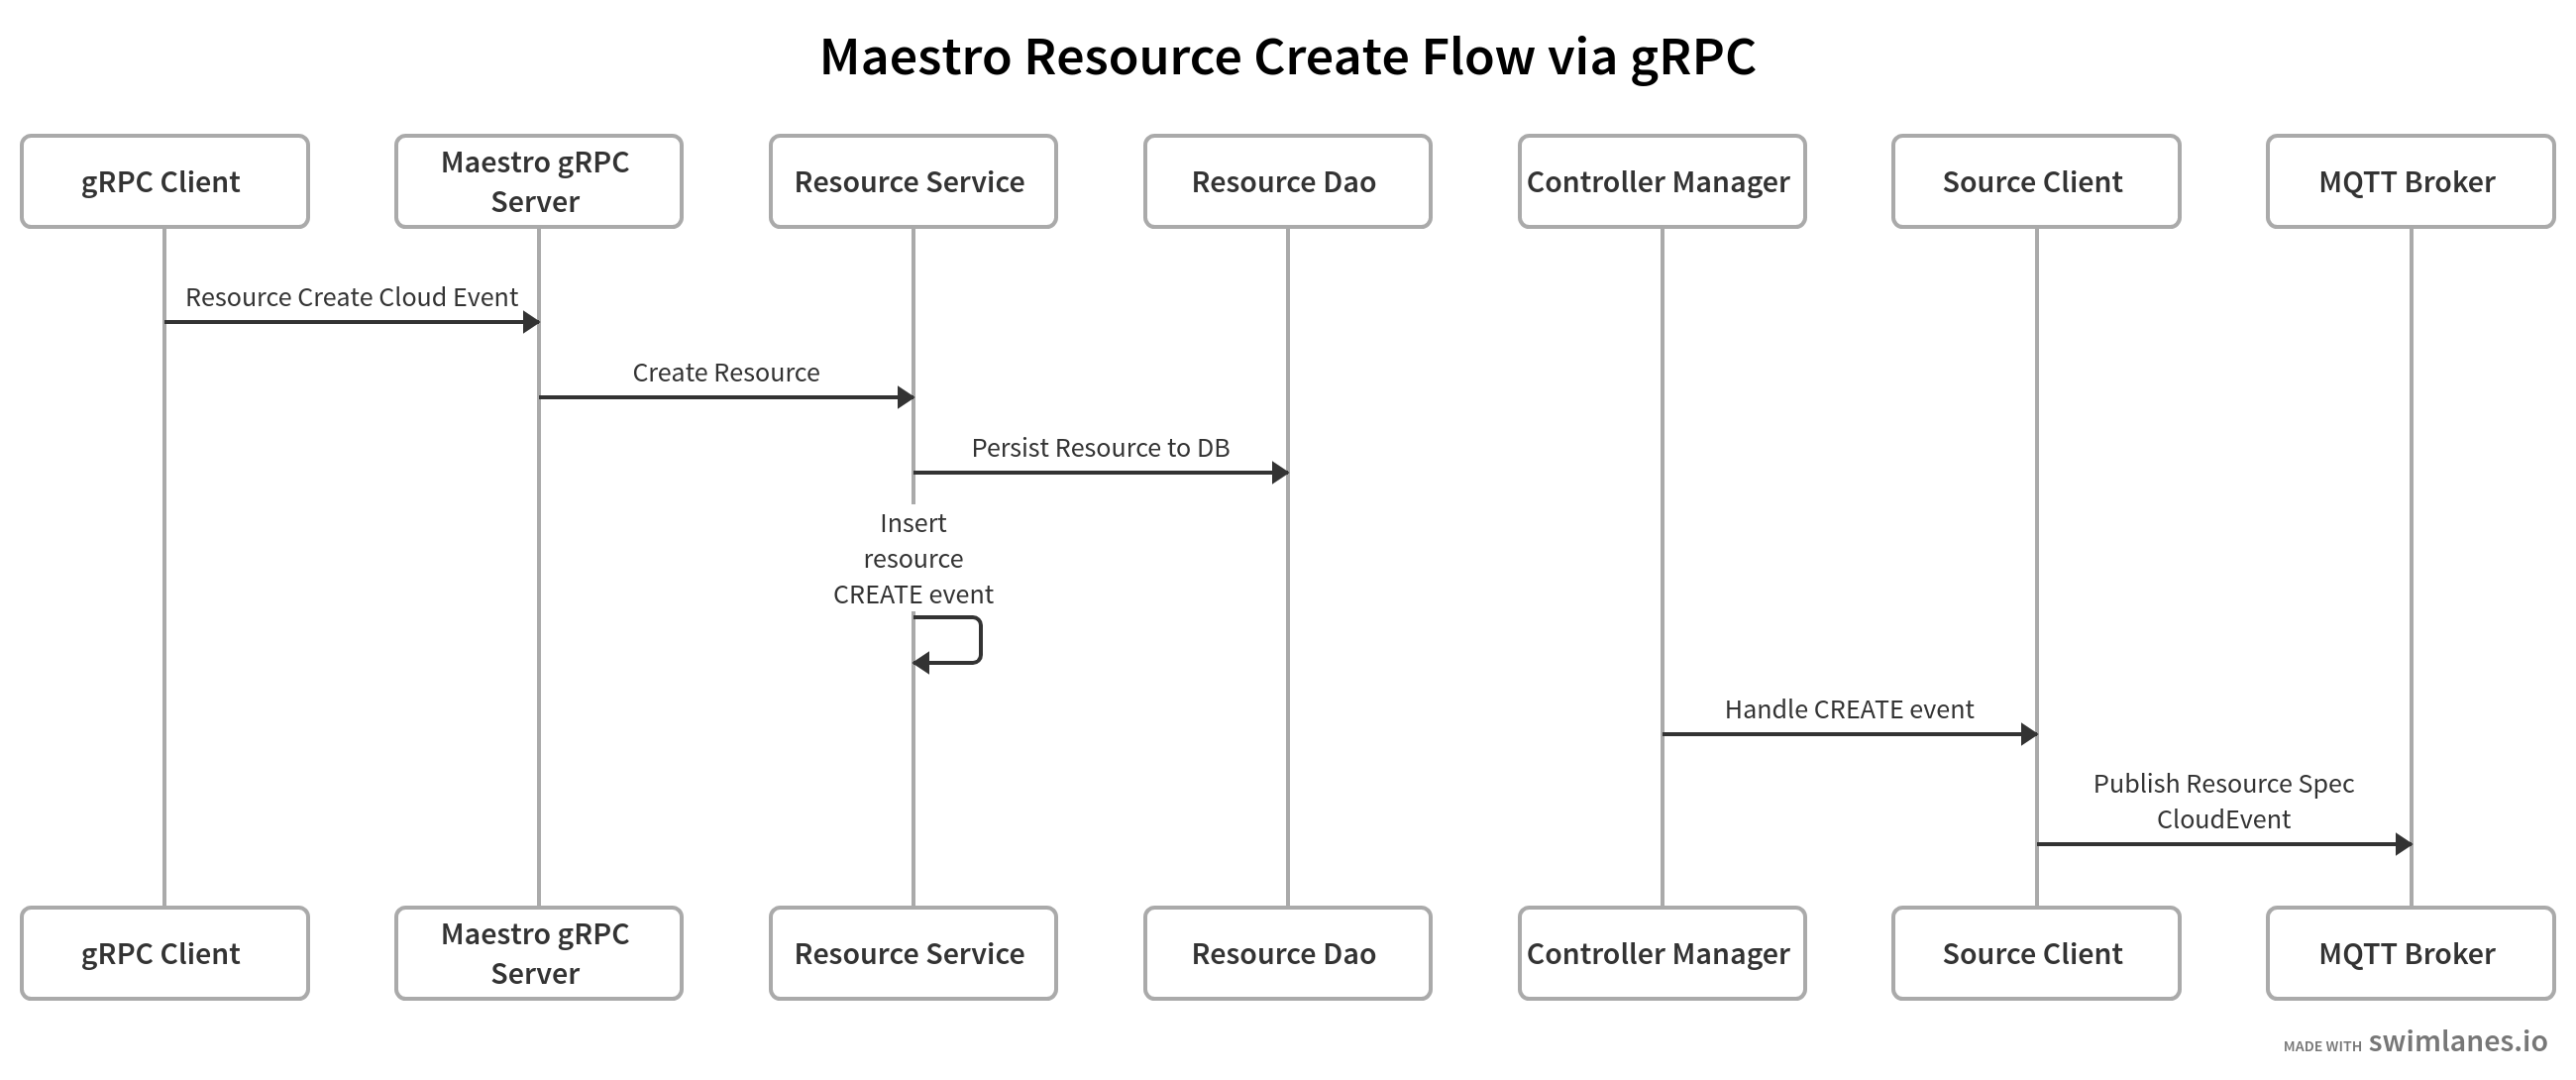 Maestro Resource Create Flow via gRPC
gRPC Client
Maestro gRPC
Server
Resource Service
Resource Dao
Controller Manager
Source Client
MQTT Broker
Resource Create Cloud Event
Create Resource
Persist Resource to DB
Insert
resource
CREATE event
Handle CREATE event
Publish Resource Spec
CloudEvent
gRPC Client
Maestro gRPC
Server
Resource Service
Resource Dao
Controller Manager
Source Client
MQTT Broker
MADE WITH swimlanes.io